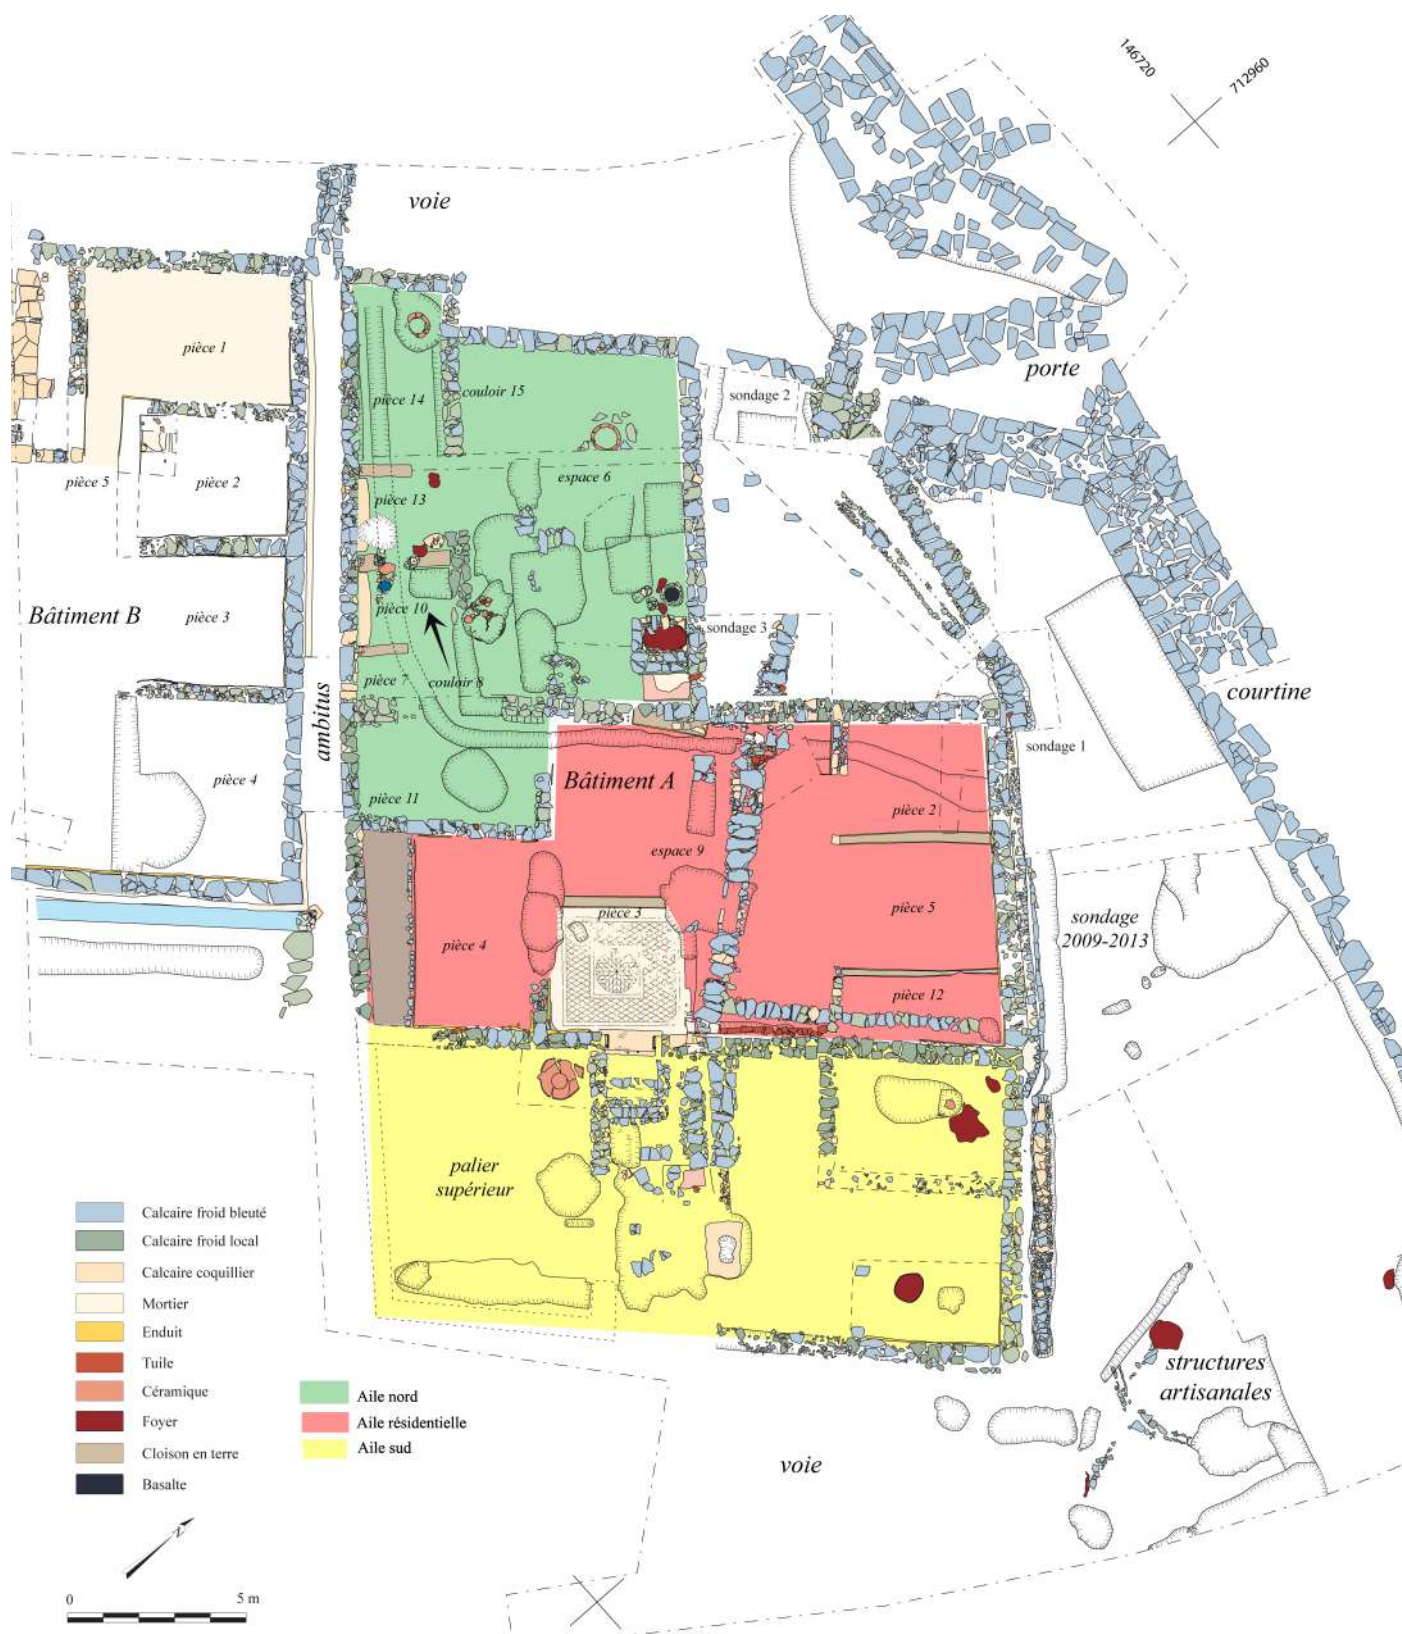 146720
712960
voie
pièce 1
porte
sondage 2
couloir 15
pièce 14
espace 6
pièce 5
pièce 2
pièce 13
Bâtiment B
pièce 3
pièce 10
sondage 3
couloir 8
pièce 7
courtine
ambitus
sondage 1
pièce 4
Bâtiment A
pièce 11
pièce 2
espace 9
pièce 3
pièce 5
sondage
2009-2013
pièce 4
pièce 12
palier
supérieur
Calcaire froid bleuté
Calcaire froid local
Calcaire coquillier
Mortier
Enduit
Tuile
Céramique
Foyer
Cloison en terre
Basalte
Aile nord
Aile résidentielle
Aile sud
structures
artisanales
voie
N
0
5 m